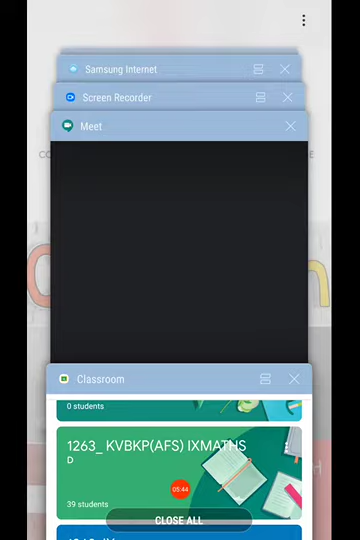 Samsung Internet
Screen Recorder
Meet
Classroom
0 students
1263_ KVBKP(AFS) IXMATHS
D
05:44
39 students
CLOSE ALL